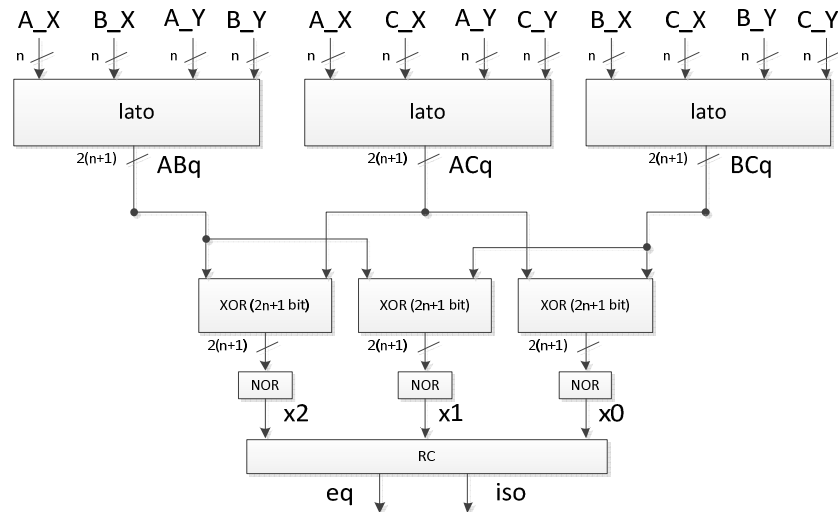 A_X B_X A_Y B_Y A_X C_X A_Y C_Y B_X C_X B_Y C_Y
n n n n n n n n n n n n
lato lato lato
2(n+1) ABq 2(n+1) ACq 2(n+1) BCq
XOR (2n+1 bit) XOR (2n+1 bit) XOR (2n+1 bit)
2(n+1) 2(n+1) 2(n+1)
NOR NOR NOR
x2 x1 x0
RC
eq iso